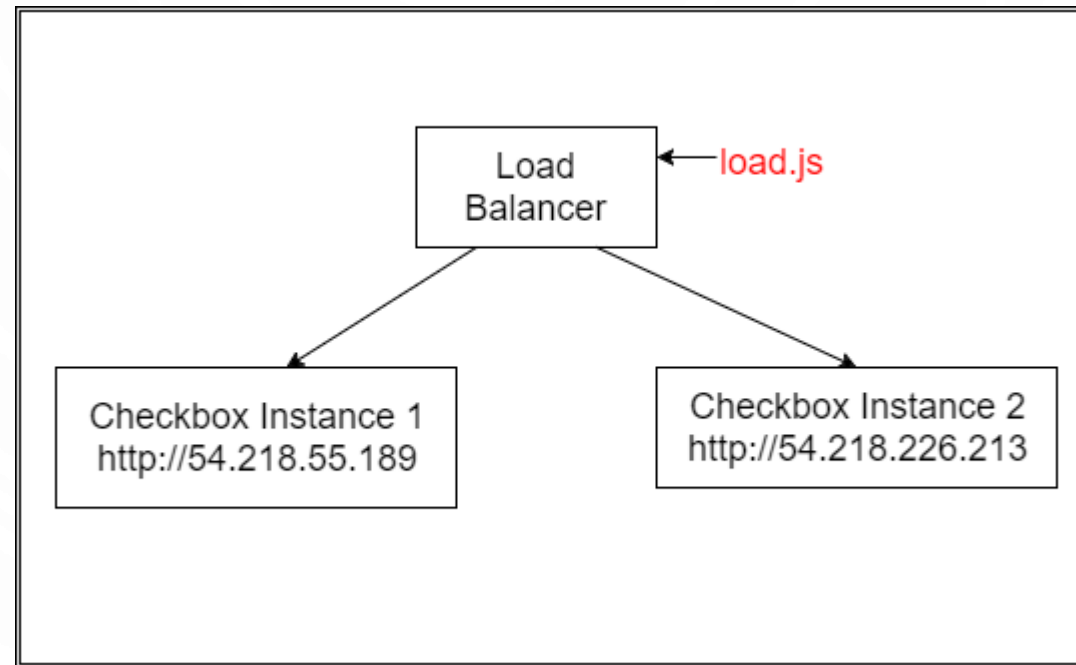 Load
Balancer
load.js
Checkbox Instance 1
http://54.218.55.189
Checkbox Instance 2
http://54.218.226.213